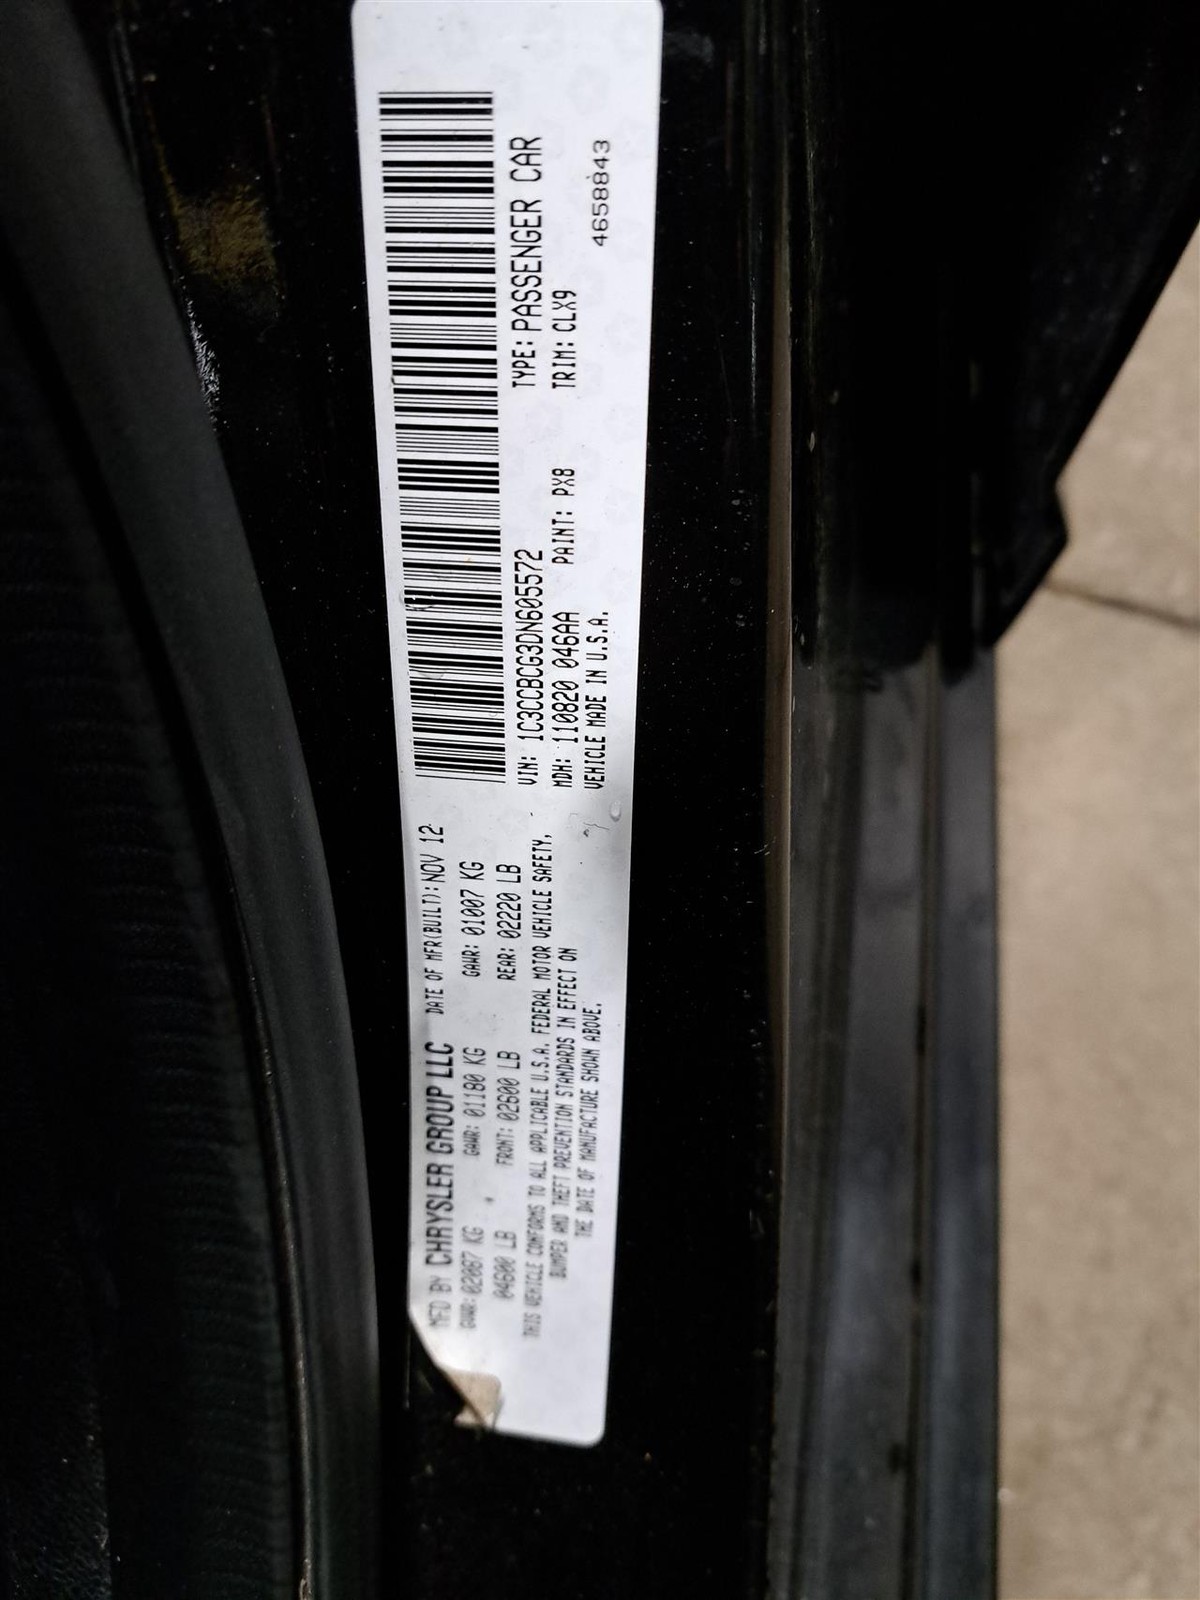 MFD BY CHRYSLER GROUP LLC DATE OF MFR(BUILT): NOV 12
GVWR: 02087 KG GAWR: 01180 KG GAWR: 01007 KG
04600 LB FRONT: 02600 LB REAR: 02220 LB
THIS VEHICLE CONFORMS TO ALL APPLICABLE U.S.A. FEDERAL MOTOR VEHICLE SAFETY,
BUMPER AND THEFT PREVENTION STANDARDS IN EFFECT ON
THE DATE OF MANUFACTURE SHOWN ABOVE.
VIN: 1C3CCBCG3DN605572 TYPE: PASSENGER CAR
MDH: 110820 046AA PAINT: PX8 TRIM: CLX9
VEHICLE MADE IN U.S.A.
4658843